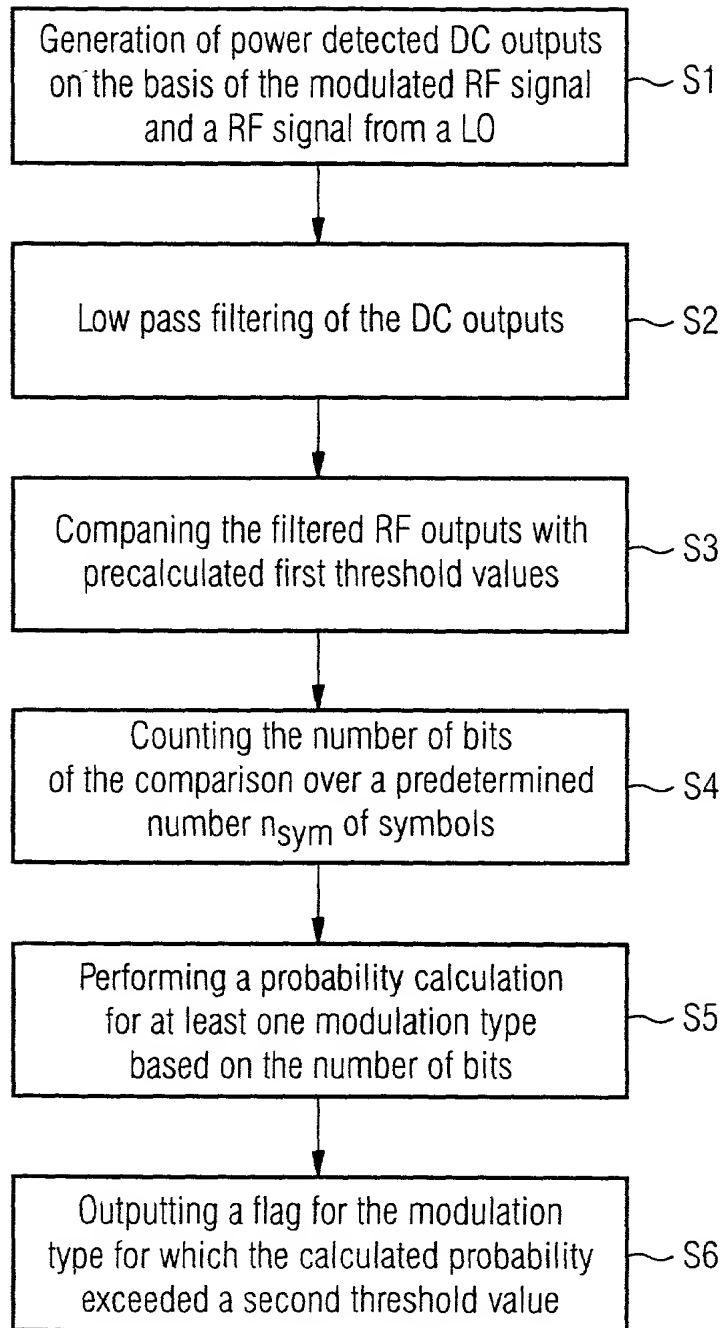 Generation of power detected DC outputs
on the basis of the modulated RF signal
and a RF signal from a LO
S1
Low pass filtering of the DC outputs
S2
Companing the filtered RF outputs with
precalculated first threshold values
S3
Counting the number of bits
of the comparison over a predetermined
number nsym of symbols
S4
Performing a probability calculation
for at least one modulation type
based on the number of bits
S5
Outputting a flag for the modulation
type for which the calculated probability
exceeded a second threshold value
S6